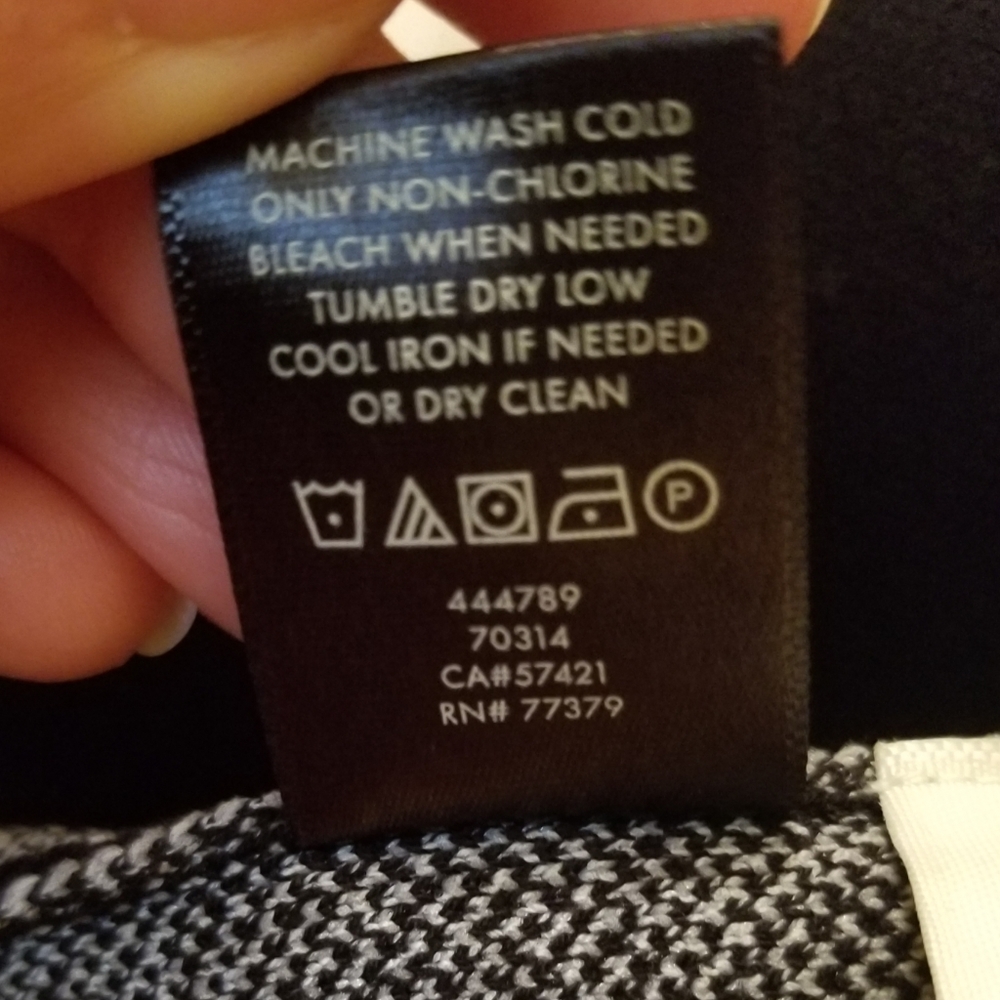 MACHINE WASH COLD
ONLY NON-CHLORINE
BLEACH WHEN NEEDED
TUMBLE DRY LOW
COOL IRON IF NEEDED
OR DRY CLEAN
P
444789
70314
CA#57421
RN# 77379